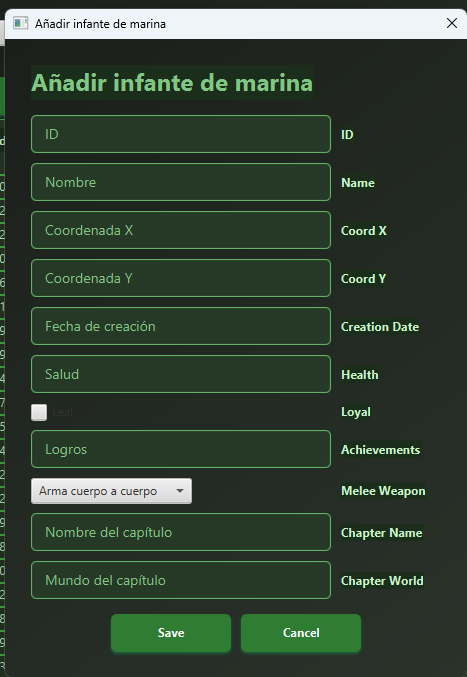 Añadir infante de marina
Añadir infante de marina
ID ID
Nombre Name
Coordenada X Coord X
Coordenada Y Coord Y
Fecha de creación Creation Date
Salud Health
Leal Loyal
Logros Achievements
Arma cuerpo a cuerpo Melee Weapon
Nombre del capítulo Chapter Name
Mundo del capítulo Chapter World
Save Cancel